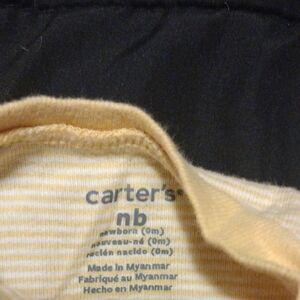 carter's®
nb
newborn (0m)
nouveau-né (0m)
recién nacido (0m)
Made in Myanmar
Fabriqué au Myanmar
Hecho en Myanmar